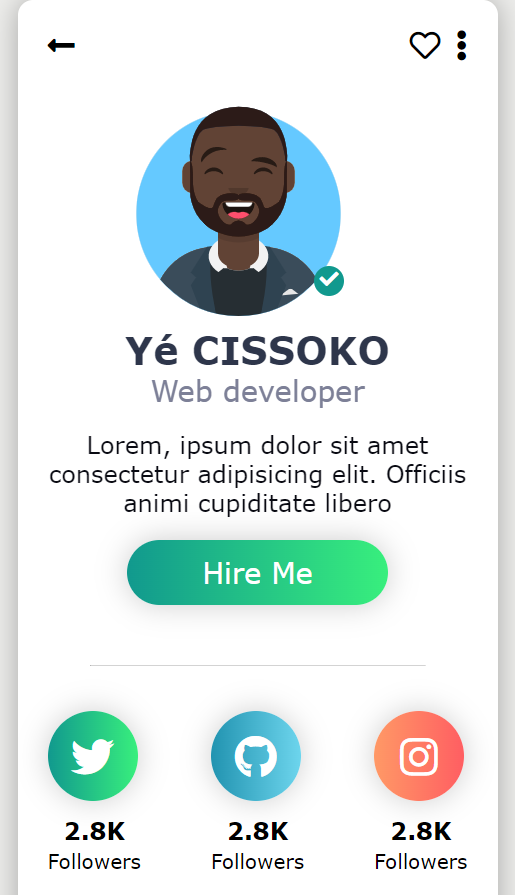 Yé CISSOKO
Web developer
Lorem, ipsum dolor sit amet
consectetur adipisicing elit. Officiis
animi cupiditate libero
Hire Me
2.8K 2.8K 2.8K
Followers Followers Followers